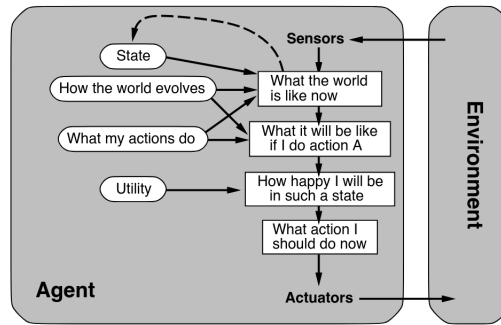 Sensors
State
How the world evolves
What the world
is like now
What my actions do
What it will be like
if I do action A
Utility
How happy I will be
in such a state
What action I
should do now
Agent
Actuators
Environment